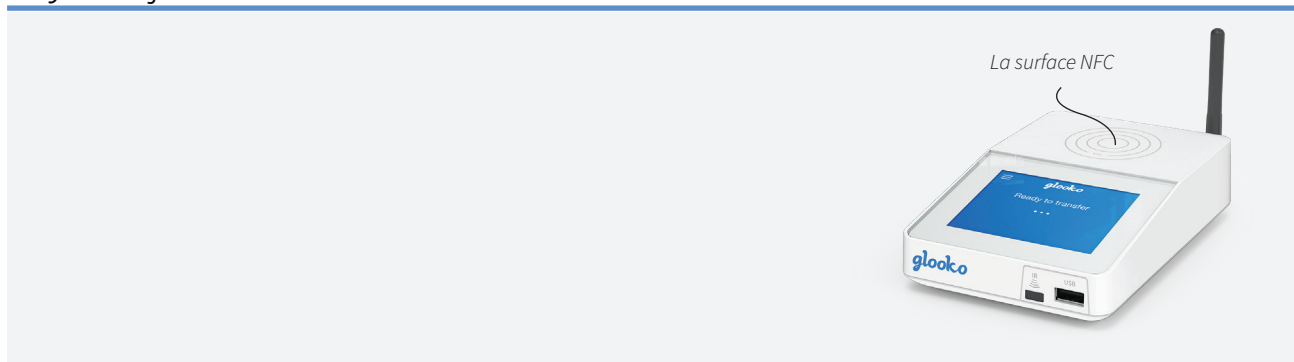 La surface NFC
glooko
Ready to transfer
glooko
IR
USB